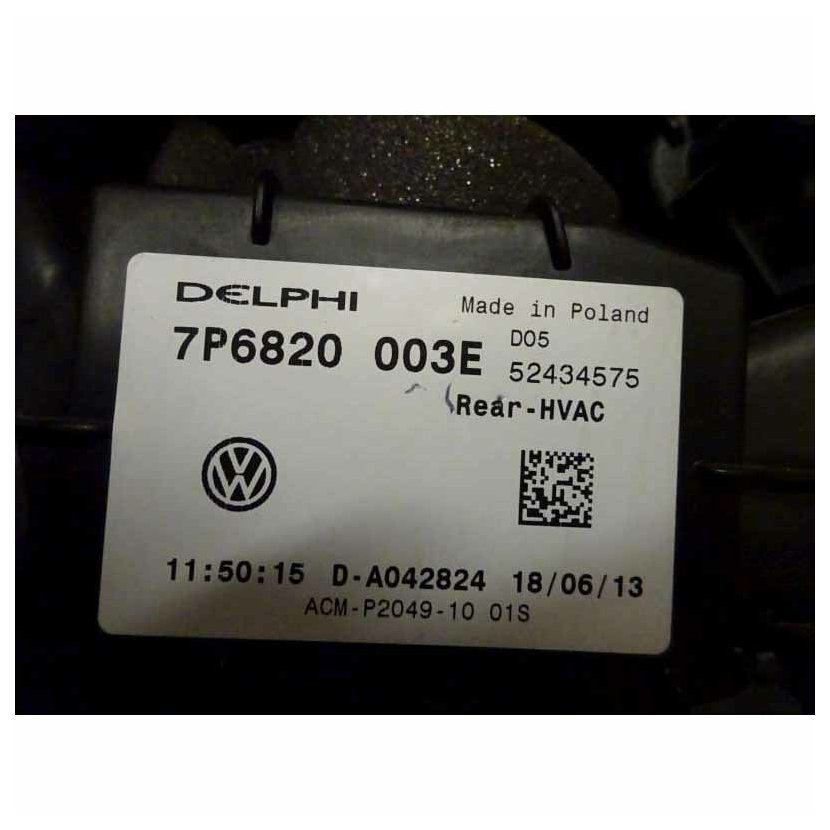 DELPHI
Made in Poland
7P6820 003E
D05
52434575
Rear-HVAC
VW
11:50:15 D-A042824 18/06/13
ACM-P2049-10 01S